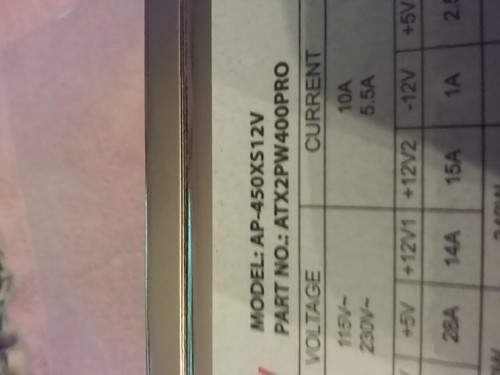 MODEL: AP-450XS12V
PART NO.: ATX2PW400PRO
VOLTAGE CURRENT
115V~ 10A
230V~ 5.5A
+5V +12V1 +12V2 -12V
28A 14A 15A 1A